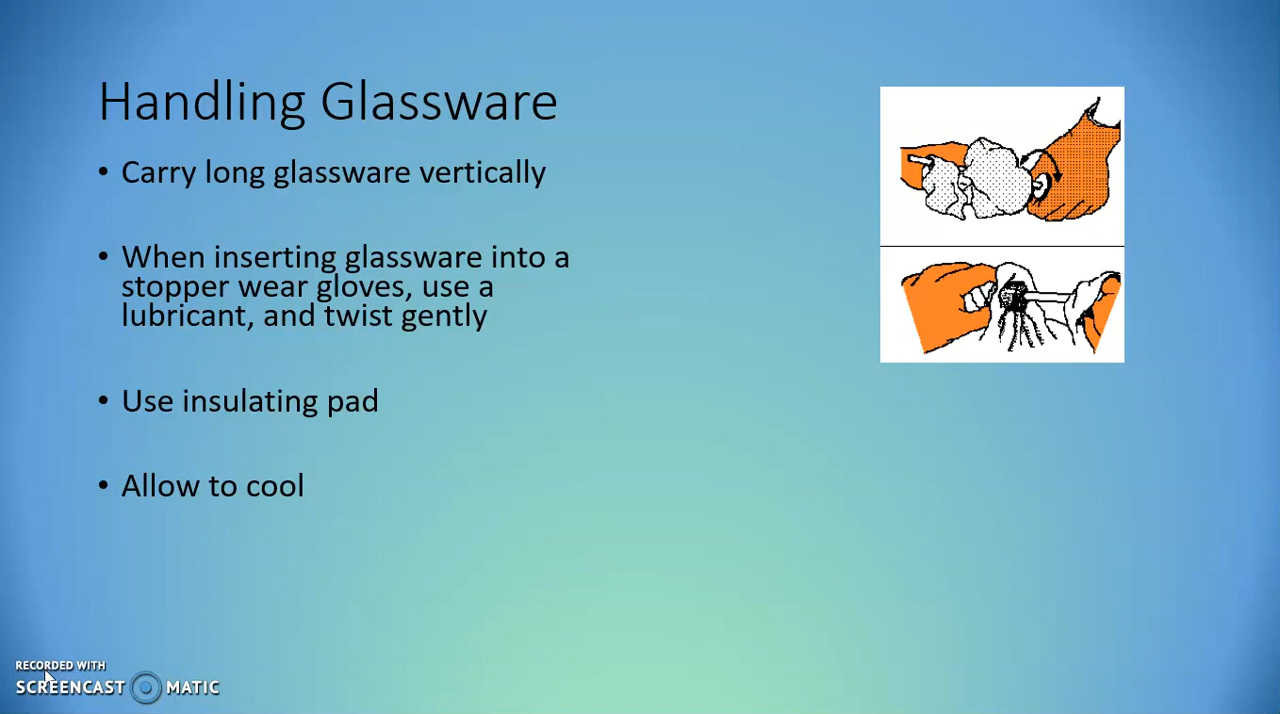 Handling Glassware
• Carry long glassware vertically
• When inserting glassware into a
stopper wear gloves, use a
lubricant, and twist gently
• Use insulating pad
• Allow to cool
RECORDED WITH
SCREENCAST MATIC